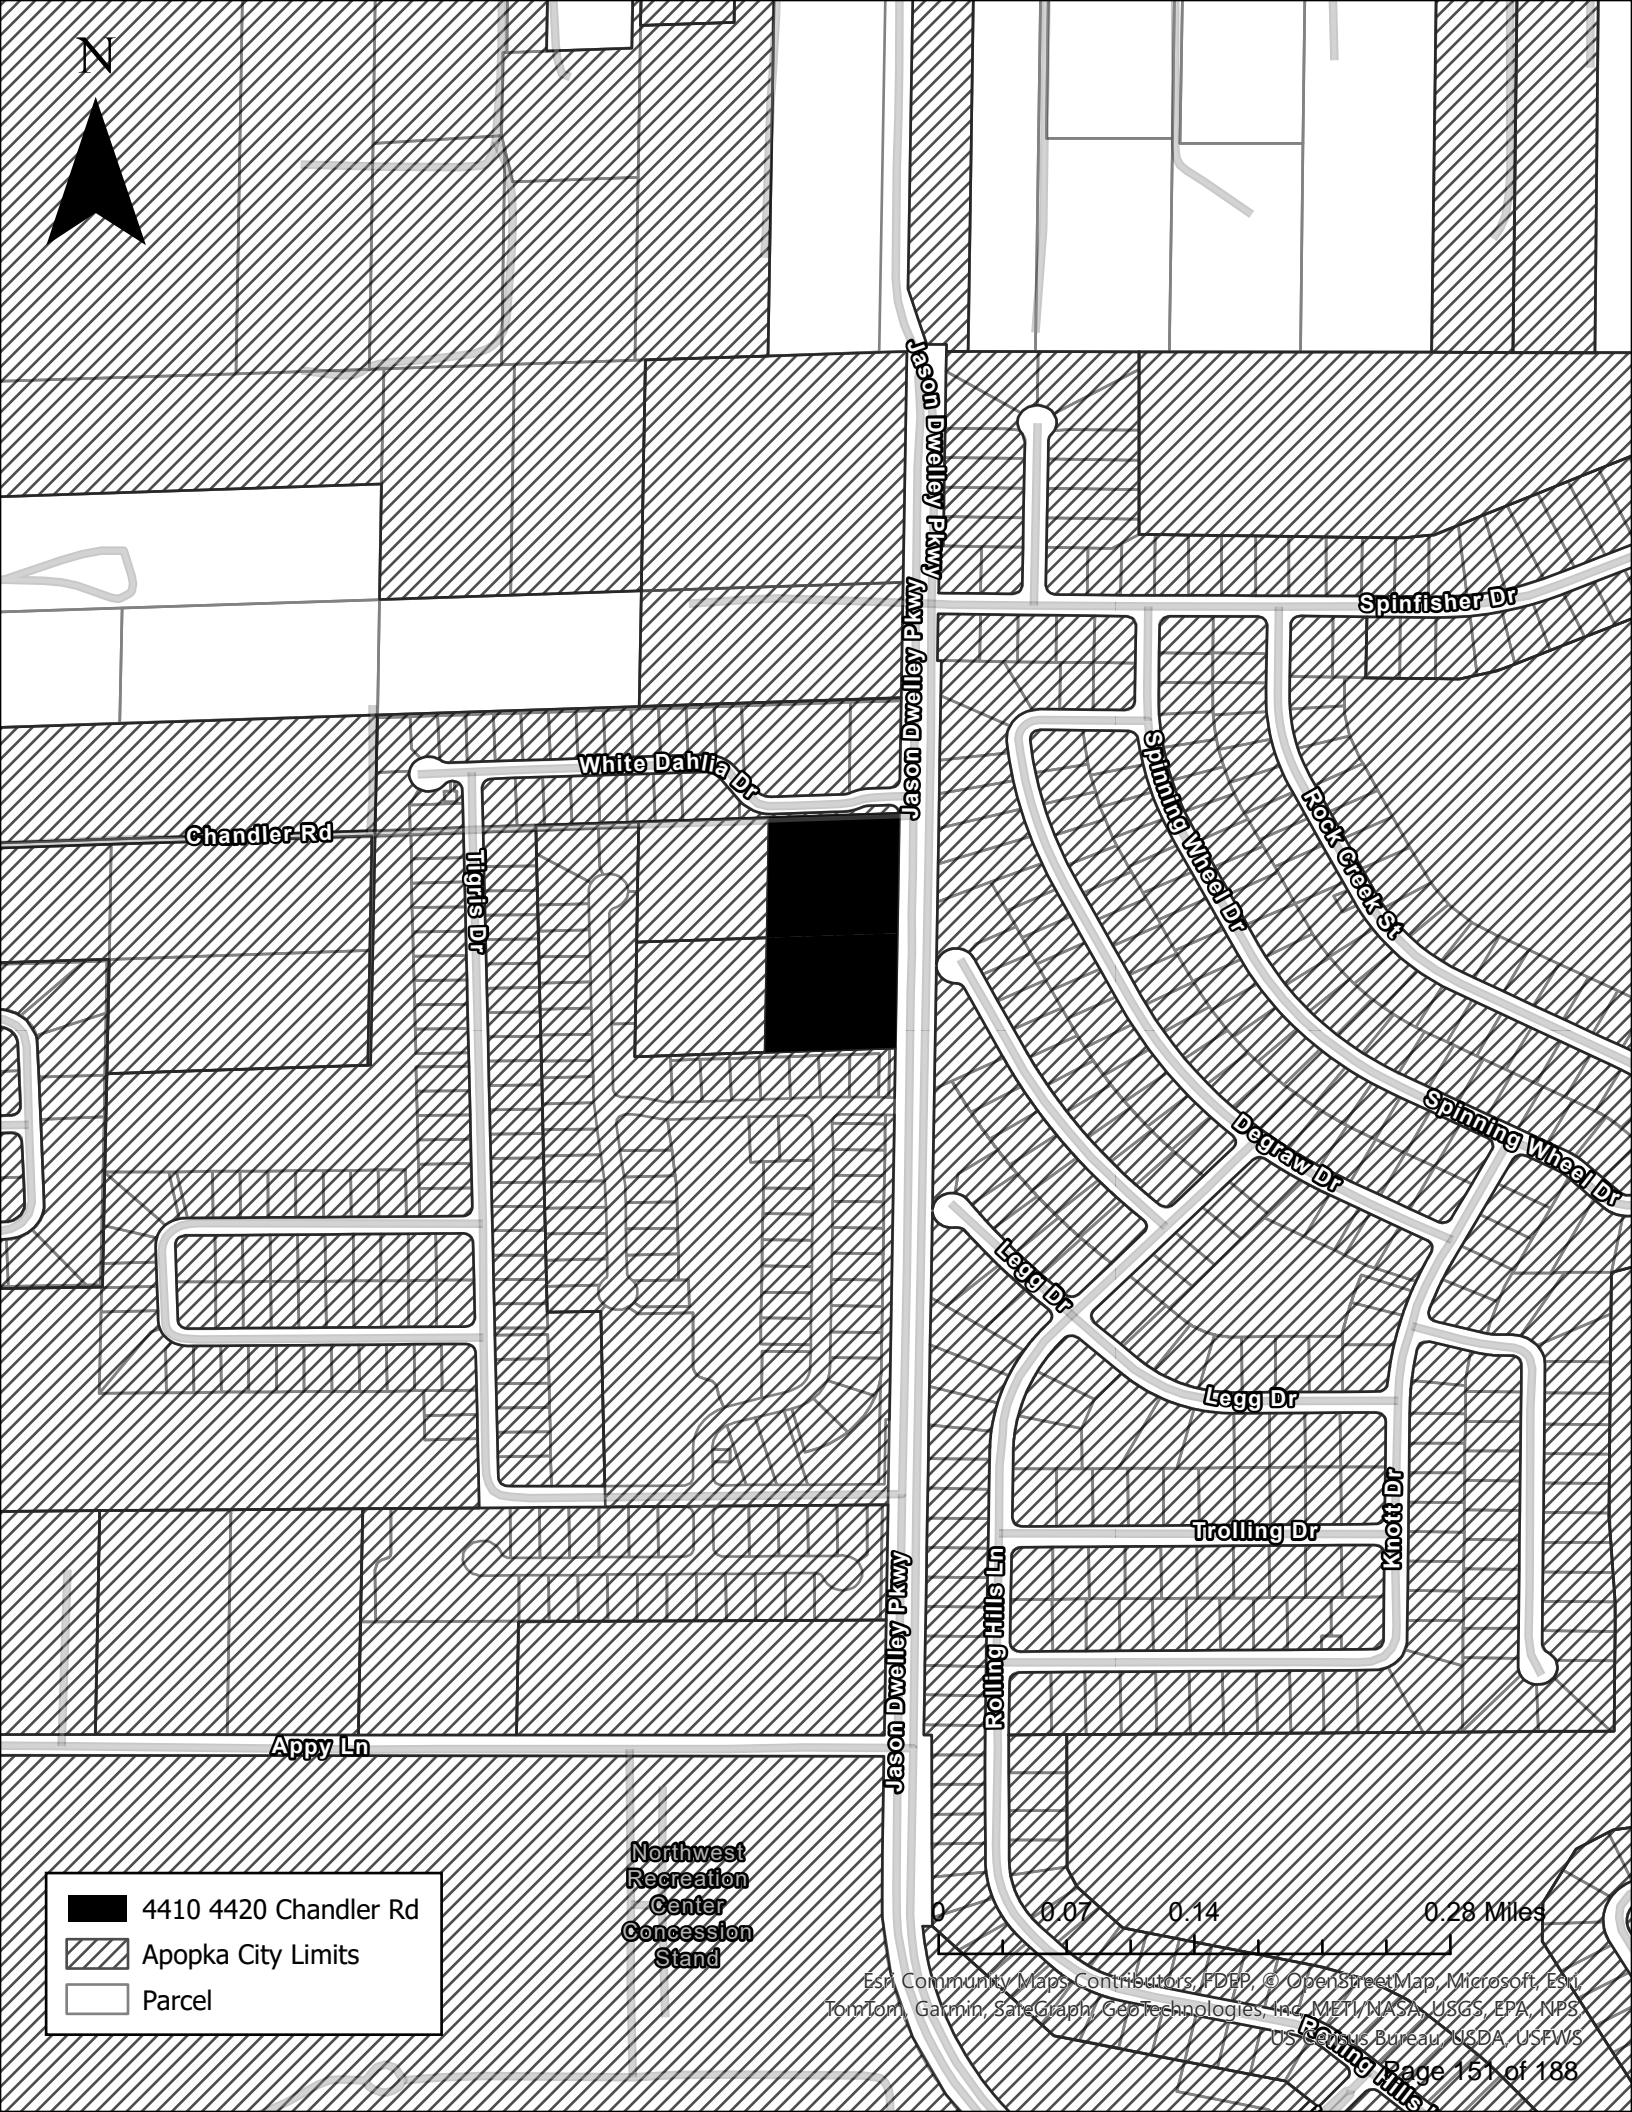 N
Jason Dwelley Pkwy
Spinfisher Dr
Jason Dwelley Pkwy
White Dahlia Dr
Spinning Wheel Dr
Rock Creek St
Chandler Rd
Tigris Dr
Spinning Wheel Dr
Degraw Dr
Legg Dr
Legg Dr
Knott Dr
Trolling Dr
Rolling Hills Ln
Jason Dwelley Pkwy
Appy Ln
Northwest
Recreation
Center
Concession
Stand
4410 4420 Chandler Rd
Apopka City Limits
Parcel
0 0.07 0.14 0.28 Miles
Esri Community Maps Contributors, FDEP, © OpenStreetMap, Microsoft, Esri,
TomTom, Garmin, SafeGraph, GeoTechnologies, Inc, METI/NASA, USGS, EPA, NPS,
US Census Bureau, USDA, USFWS
Hills
Page 151 of 188